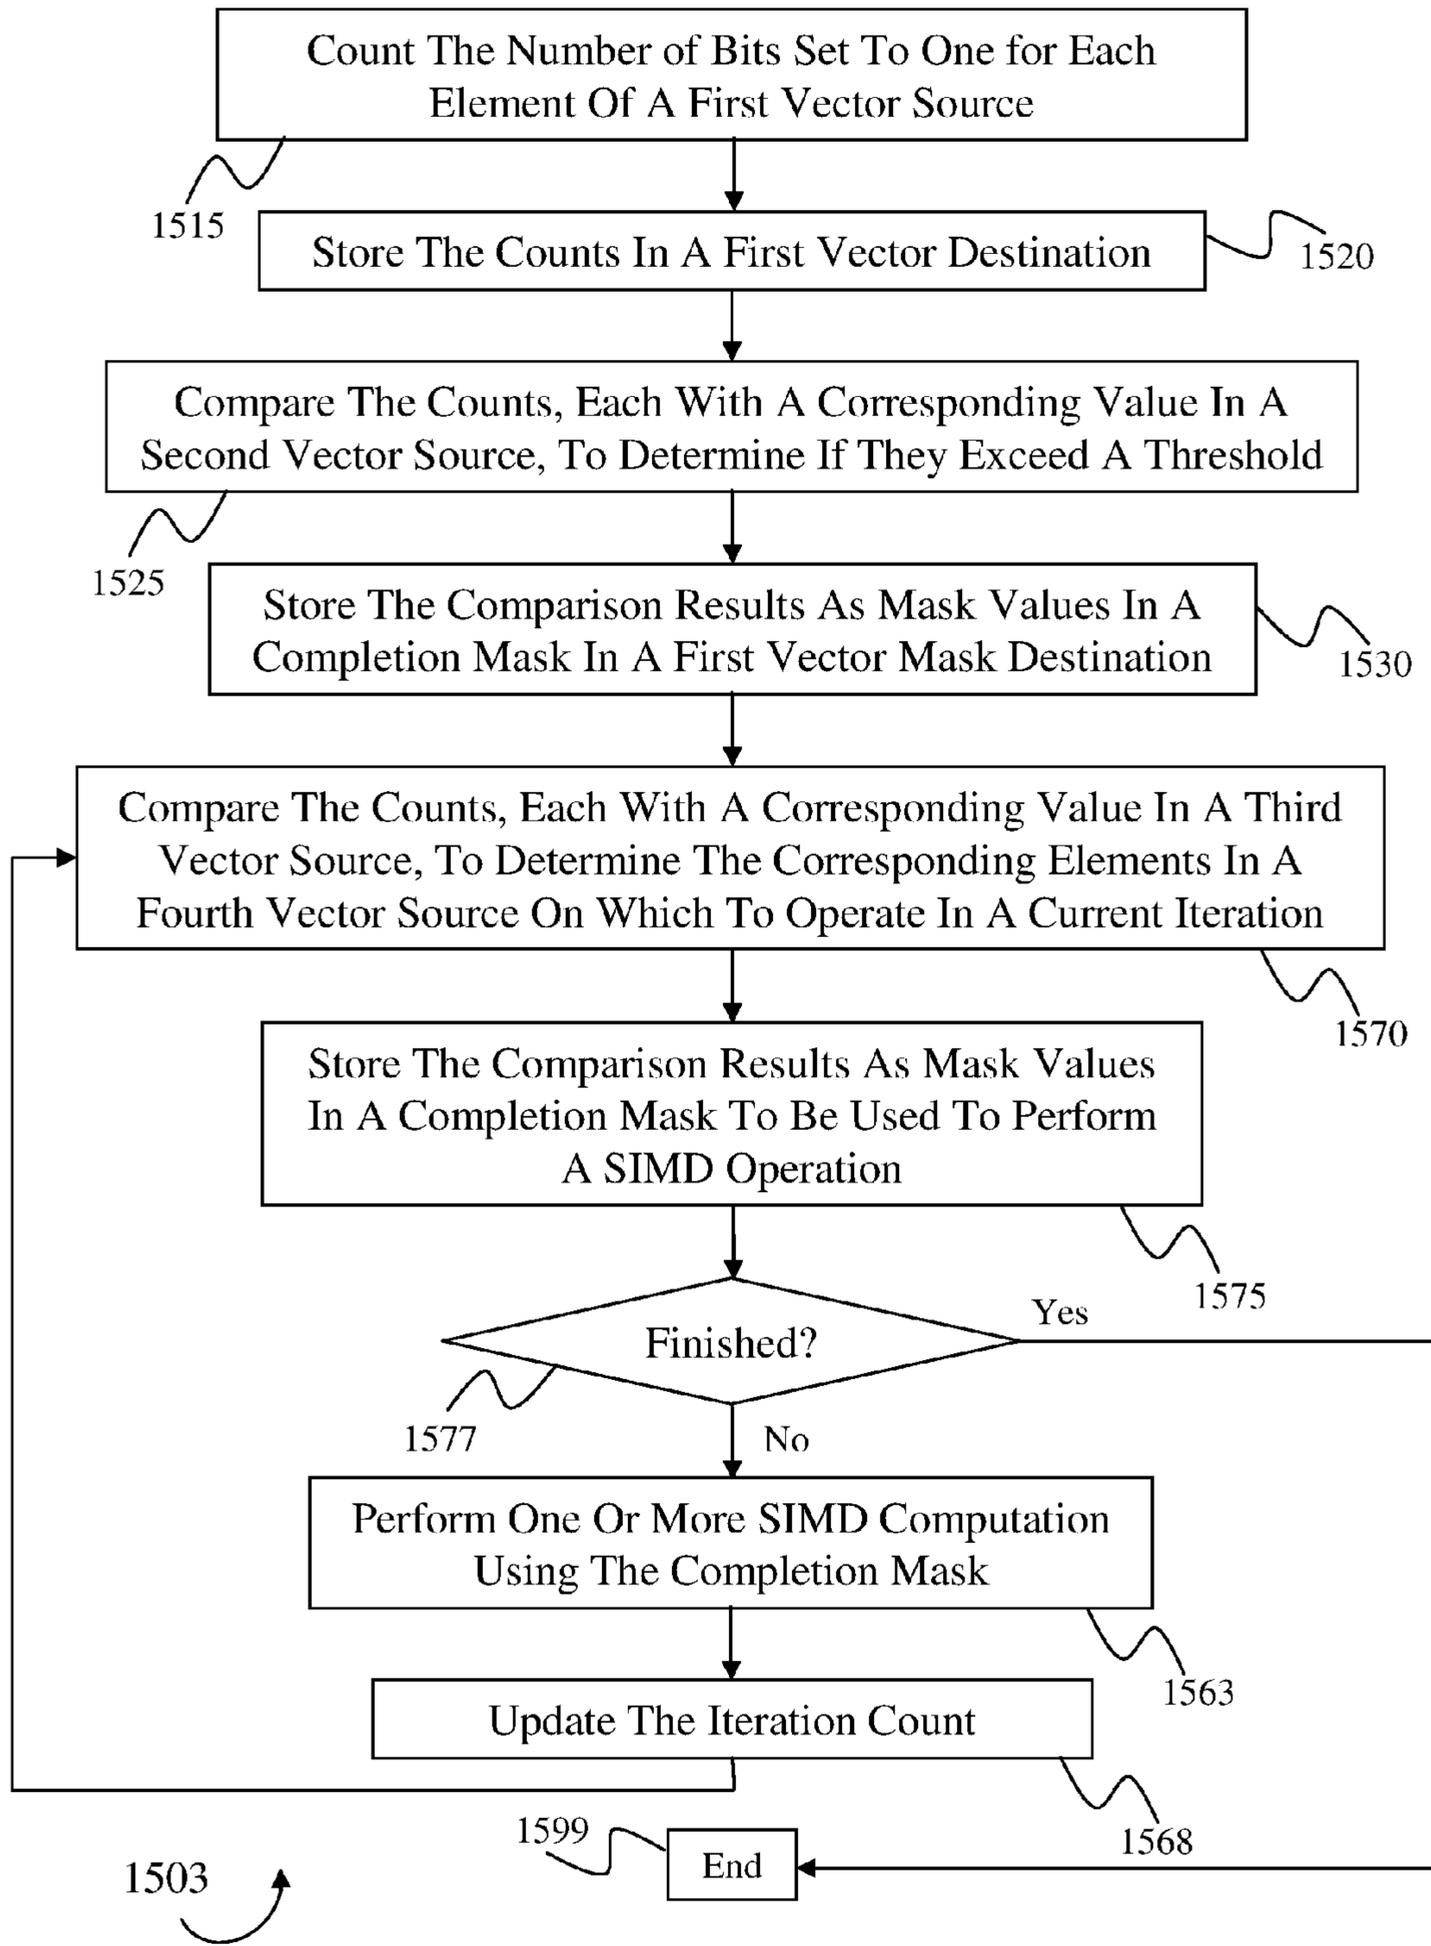 Count The Number of Bits Set To One for Each
Element Of A First Vector Source
1515
Store The Counts In A First Vector Destination
1520
Compare The Counts, Each With A Corresponding Value In A
Second Vector Source, To Determine If They Exceed A Threshold
1525
Store The Comparison Results As Mask Values In A
Completion Mask In A First Vector Mask Destination
1530
Compare The Counts, Each With A Corresponding Value In A Third
Vector Source, To Determine The Corresponding Elements In A
Fourth Vector Source On Which To Operate In A Current Iteration
1570
Store The Comparison Results As Mask Values
In A Completion Mask To Be Used To Perform
A SIMD Operation
1575
Yes
Finished?
1577
No
Perform One Or More SIMD Computation
Using The Completion Mask
1563
Update The Iteration Count
1568
1599
End
1503